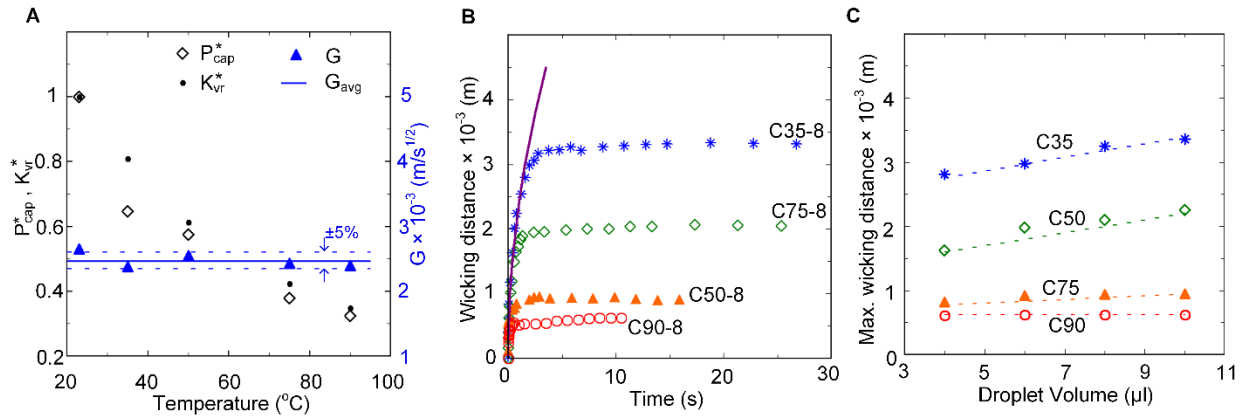 A
P*cap
K*vr
G
Gavg
1
0.8
0.6
0.4
0.2
P*cap , K*vr
5
4
3
2
1
G × 10-3 (m/s1/2)
±5%
20 40 60 80 100
Temperature (oC)
B
4
3
2
1
0
Wicking distance × 10-3 (m)
C35-8
C75-8
C50-8
C90-8
0 5 10 15 20 25 30
Time (s)
C
4
3
2
1
0
Max. wicking distance × 10-3 (m)
C35
C50
C75
C90
3 5 7 9 11
Droplet Volume (µl)